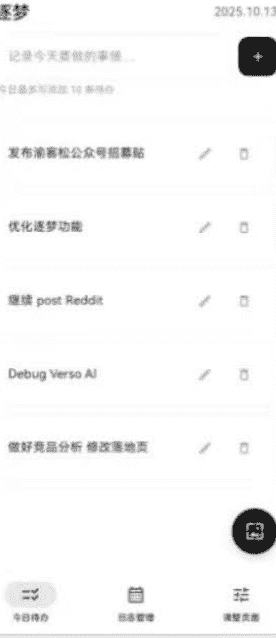 逐梦
2025.10.13
记录今天要做的事情...
+
今日最多可添加 10 条待办
发布渝客松公众号招募贴
优化逐梦功能
继续 post Reddit
Debug Verso AI
做好竞品分析 修改落地页
今日待办
日志管理
调整页面